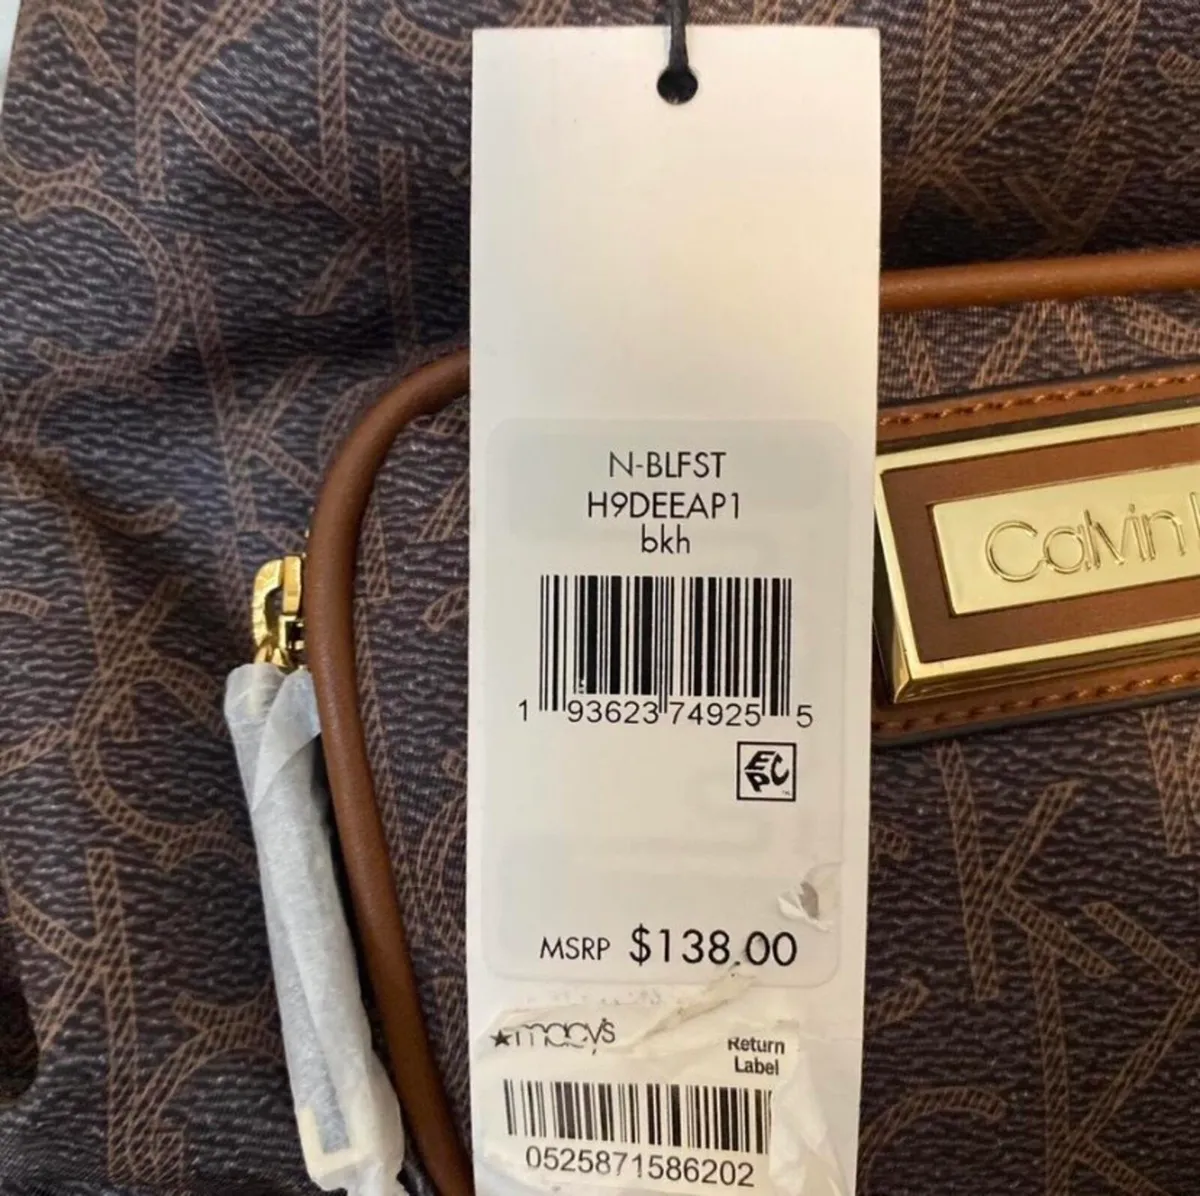 N-BLFST
H9DEEAP1
bkh
1 93623 74925 5
EPC
MSRP $138.00
macy's
Return
Label
0525871586202
Calvin